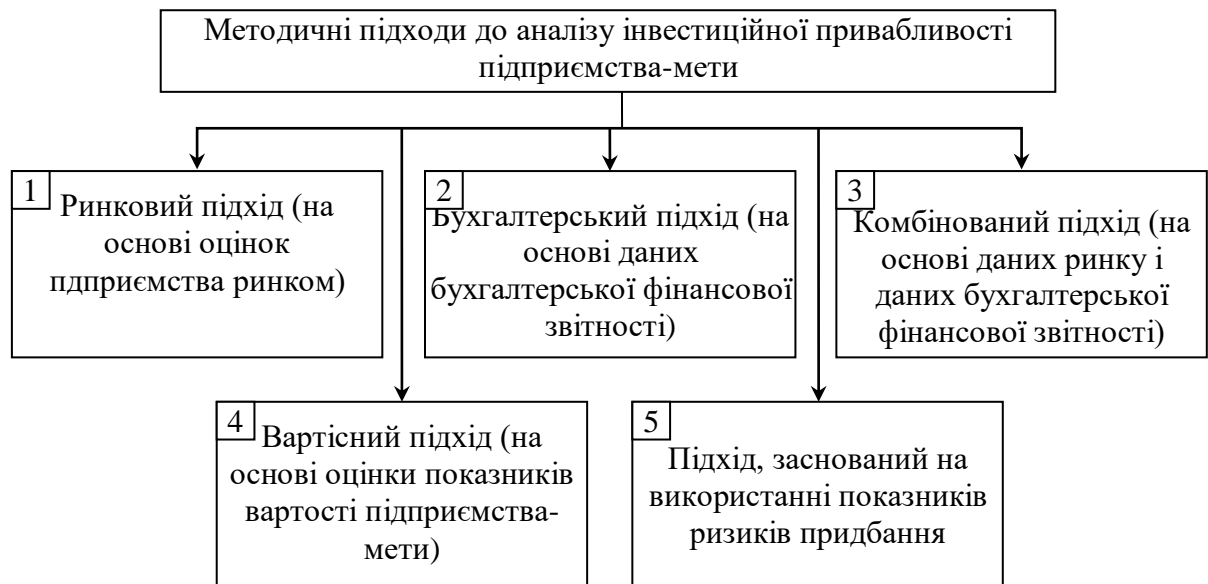 Методичні підходи до аналізу інвестиційної привабливості
підприємства-мети
1
Ринковий підхід (на
основі оцінок
пдприємства ринком)
2
Бухгалтерський підхід (на
основі даних
бухгалтерської фінансової
звітності)
3
Комбінований підхід (на
основі даних ринку і
даних бухгалтерської
фінансової звітності)
4
Вартісний підхід (на
основі оцінки показників
вартості підприємства-
мети)
5
Підхід, заснований на
використанні показників
ризиків придбання